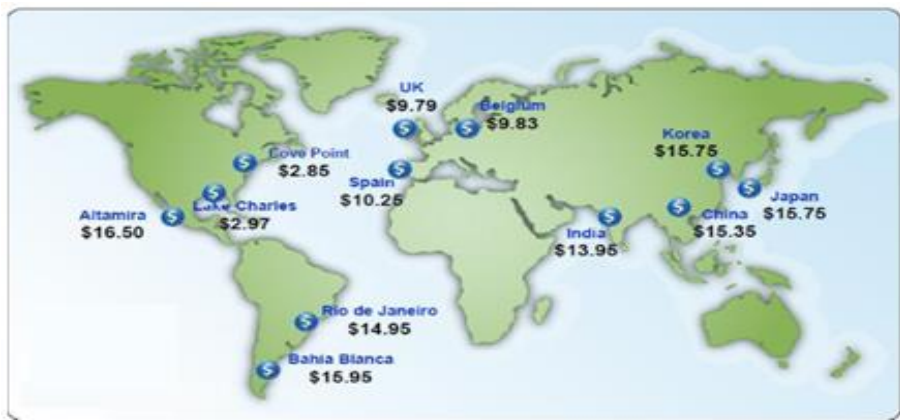 UK
$9.79
Belgium
$9.83
Korea
$15.75
Cove Point
$2.85
Spain
$10.25
Japan
$15.75
Altamira
$16.50
Lake Charles
$2.97
China
$15.35
India
$13.95
Rio de Janeiro
$14.95
Bahia Blanca
$15.95